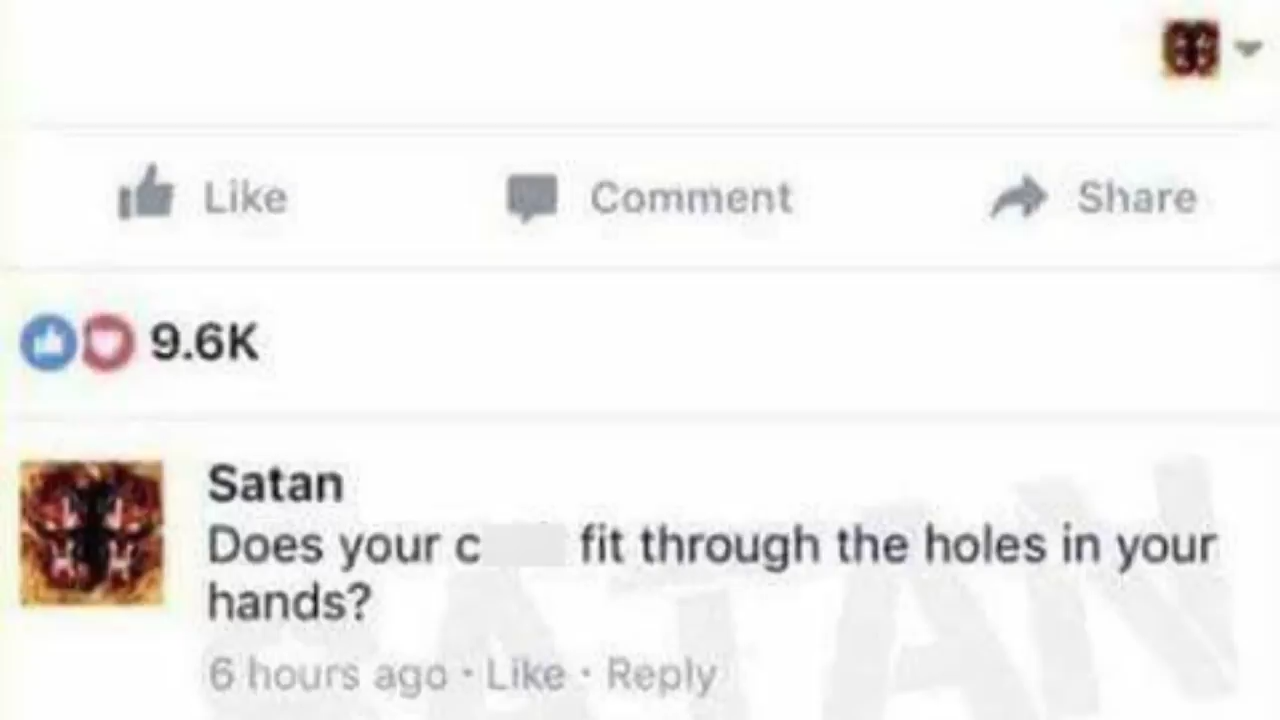 Like Comment Share
9.6K
Satan
Does your c fit through the holes in your
hands?
6 hours ago · Like · Reply
SATAN